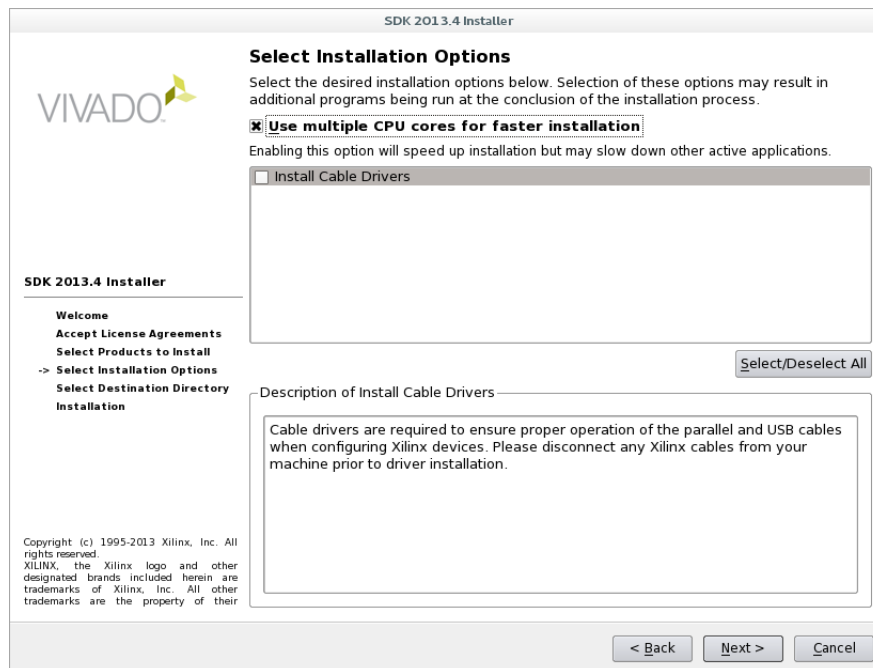 SDK 2013.4 Installer
VIVADO
Select Installation Options
Select the desired installation options below. Selection of these options may result in
additional programs being run at the conclusion of the installation process.
Use multiple CPU cores for faster installation
Enabling this option will speed up installation but may slow down other active applications.
Install Cable Drivers
SDK 2013.4 Installer
Welcome
Accept License Agreements
Select Products to Install
-> Select Installation Options
Select Destination Directory
Installation
Select/Deselect All
Description of Install Cable Drivers
Cable drivers are required to ensure proper operation of the parallel and USB cables
when configuring Xilinx devices. Please disconnect any Xilinx cables from your
machine prior to driver installation.
Copyright (c) 1995-2013 Xilinx, Inc. All
rights reserved.
XILINX, the Xilinx logo and other
designated brands included herein are
trademarks of Xilinx, Inc. All other
trademarks are the property of their
< Back
Next >
Cancel